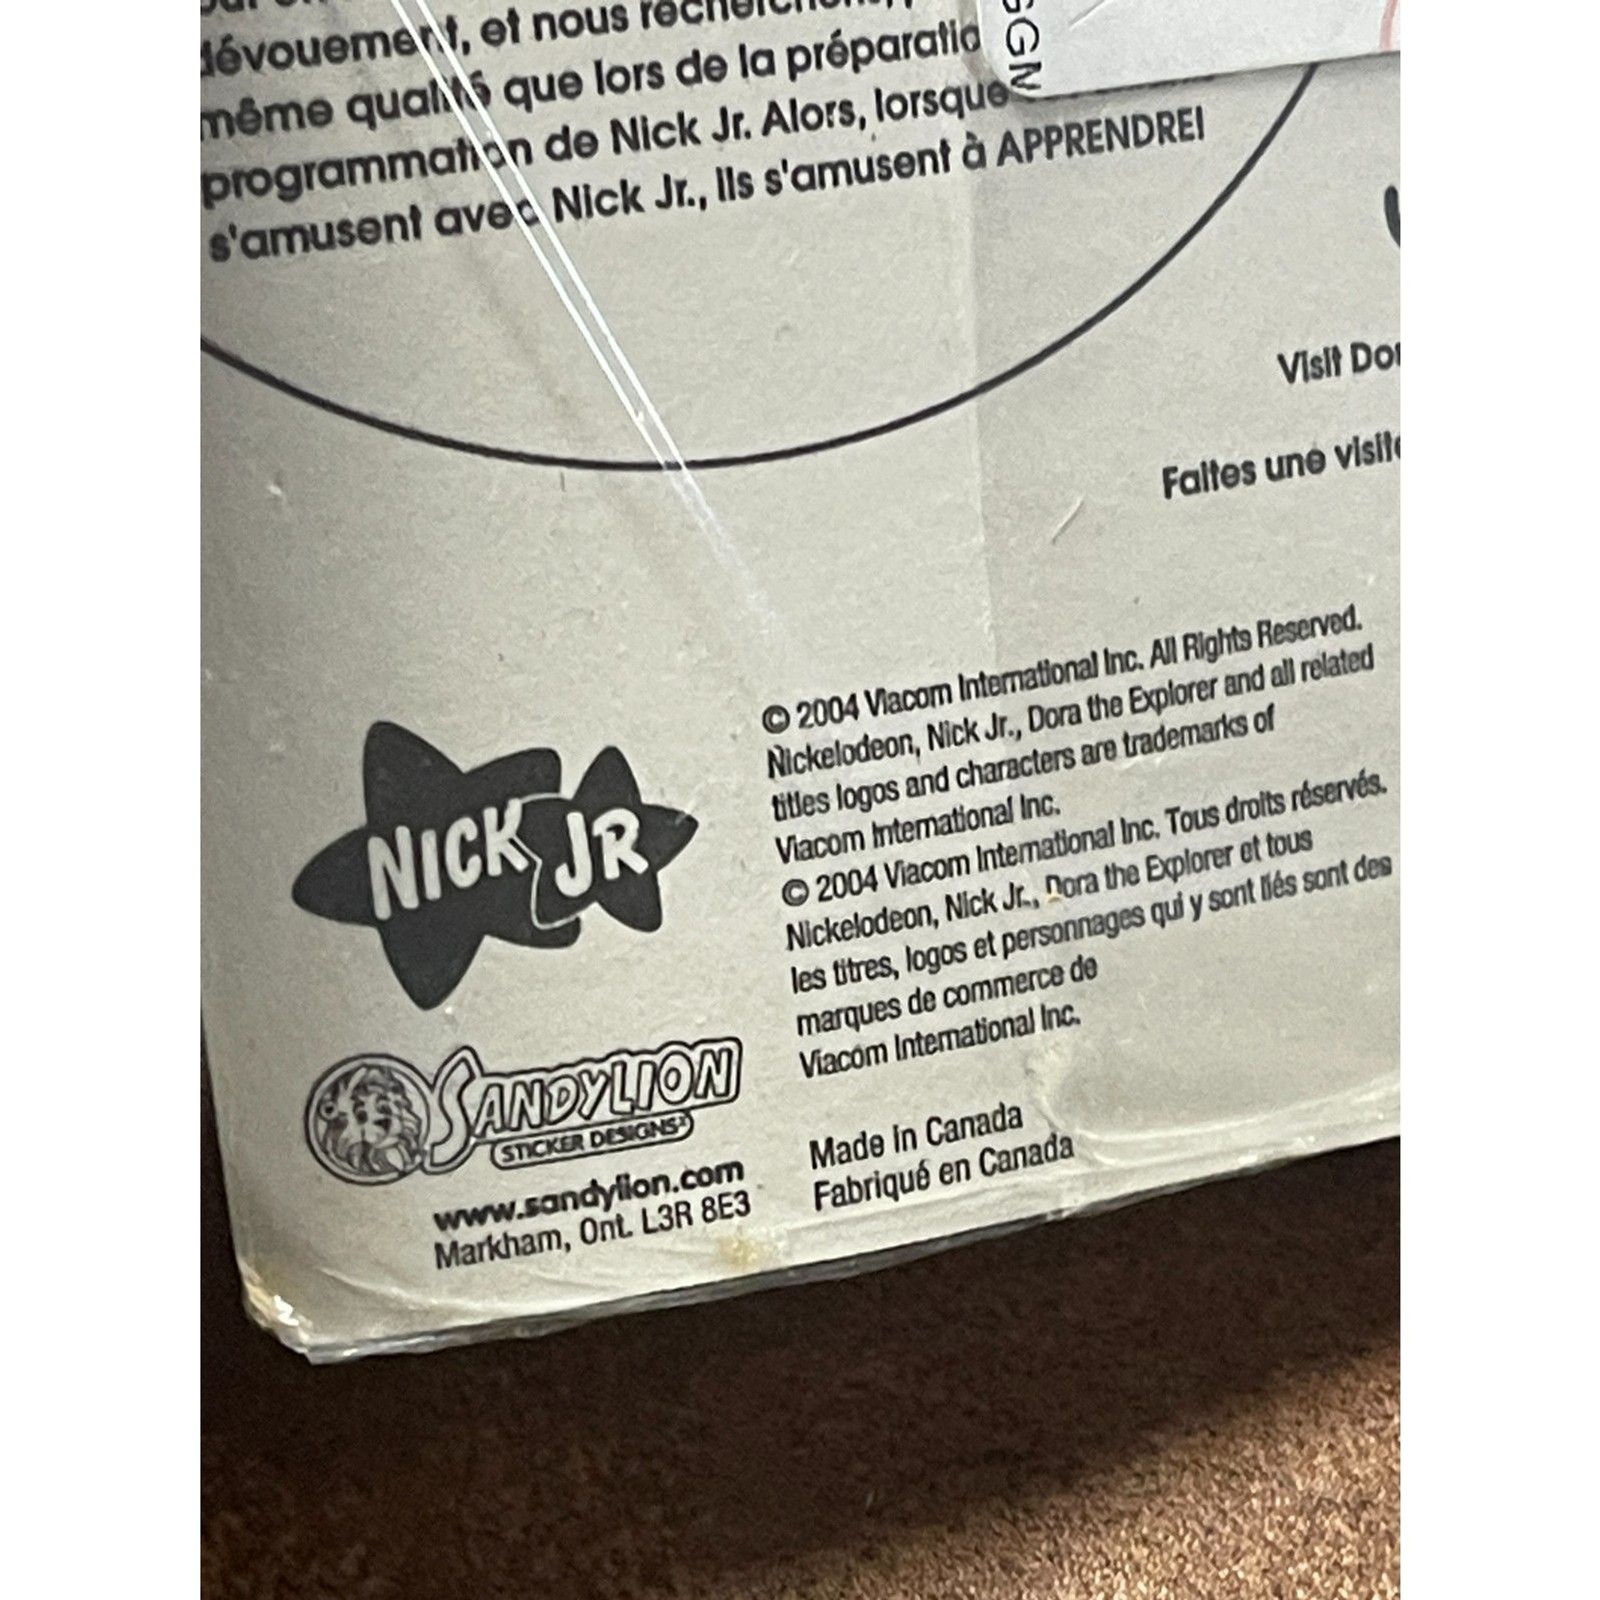 dévouement, et nous
même qualité que lors de la
programmation de Nick Jr. Alors, lorsque
s'amusent avec Nick Jr., ils s'amusent à APPRENDRE!
Visit
Faites une
© 2004 Viacom International Inc. All Rights Reserved.
Nickelodeon, Nick Jr., Dora the Explorer and all related
titles logos and characters are trademarks of
Viacom International Inc.
© 2004 Viacom International Inc. Tous droits réservés.
Nickelodeon, Nick Jr., Dora the Explorer et tous
les titres, logos et personnages qui y sont liés sont des
marques de commerce de
Viacom International Inc.
NICK JR
SANDYLION
STICKER DESIGNS
www.sandylion.com
Markham, Ont. L3R 8E3
Made in Canada
Fabriqué en Canada